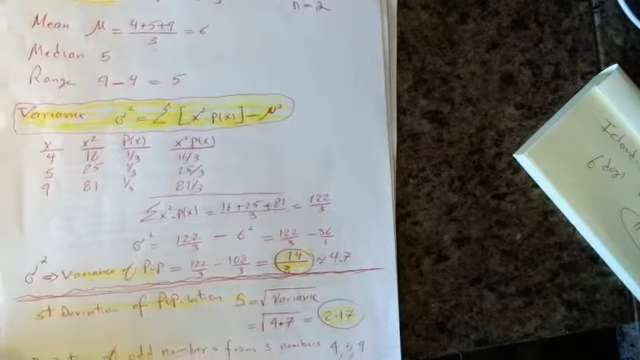 n=2
Mean μ = 4+5+9/3 = 6
Median 5
Range 9-4 = 5
Variance σ² = Σ [x²·P(x)] - μ²
x x² P(x) x²P(x)
4 16 1/3 16/3
5 25 1/3 25/3
9 81 1/3 81/3
Σx²·P(x) = 16+25+81/3 = 122/3
σ² = 122/3 - 6² = 122/3 - 36/1
σ² ⇒ Variance of Pop = 122/3 - 108/3 = 14/3 ≈ 4.7
St Deviation of Population S = √Variance
= √4.7 = 2.17
odd numbers from 3 numbers 4,5,9
Icloud
6 days